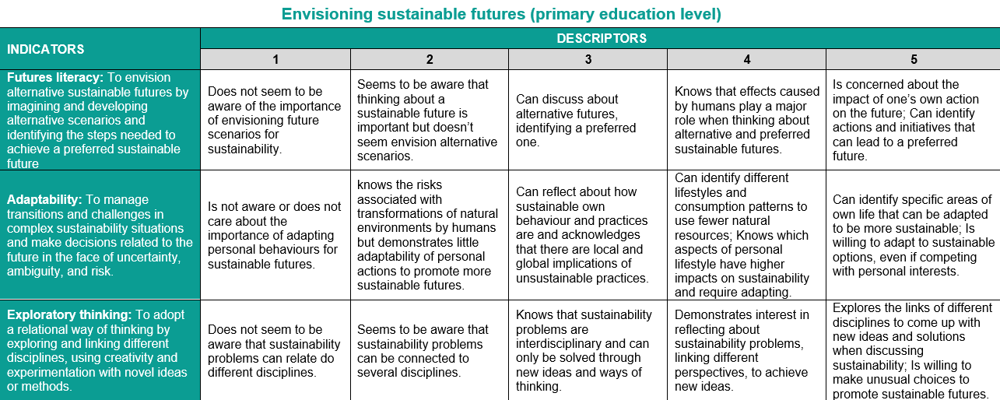 Envisioning sustainable futures (primary education level)
INDICATORS
DESCRIPTORS
1
2
3
4
5
Futures literacy: To envision
alternative sustainable futures by
imagining and developing
alternative scenarios and
identifying the steps needed to
achieve a preferred sustainable
future
Does not seem to be
aware of the importance
of envisioning future
scenarios for
sustainability.
Seems to be aware that
thinking about a
sustainable future is
important but doesn’t
seem envision alternative
scenarios.
Can discuss about
alternative futures,
identifying a preferred
one.
Knows that effects caused
by humans play a major
role when thinking about
alternative and preferred
sustainable futures.
Is concerned about the
impact of one’s own action
on the future; Can identify
actions and initiatives that
can lead to a preferred
future.
Adaptability: To manage
transitions and challenges in
complex sustainability situations
and make decisions related to the
future in the face of uncertainty,
ambiguity, and risk.
Is not aware or does not
care about the
importance of adapting
personal behaviours for
sustainable futures.
knows the risks
associated with
transformations of natural
environments by humans
but demonstrates little
adaptability of personal
actions to promote more
sustainable futures.
Can reflect about how
sustainable own
behaviour and practices
are and acknowledges
that there are local and
global implications of
unsustainable practices.
Can identify different
lifestyles and
consumption patterns to
use fewer natural
resources; Knows which
aspects of personal
lifestyle have higher
impacts on sustainability
and require adapting.
Can identify specific areas of
own life that can be adapted
to be more sustainable; Is
willing to adapt to sustainable
options, even if competing
with personal interests.
Exploratory thinking: To adopt
a relational way of thinking by
exploring and linking different
disciplines, using creativity and
experimentation with novel ideas
or methods.
Does not seem to be
aware that sustainability
problems can relate do
different disciplines.
Seems to be aware that
sustainability problems
can be connected to
several disciplines.
Knows that sustainability
problems are
interdisciplinary and can
only be solved through
new ideas and ways of
thinking.
Demonstrates interest in
reflecting about
sustainability problems,
linking different
perspectives, to achieve
new ideas.
Explores the links of different
disciplines to come up with
new ideas and solutions
when discussing
sustainability; Is willing to
make unusual choices to
promote sustainable futures.